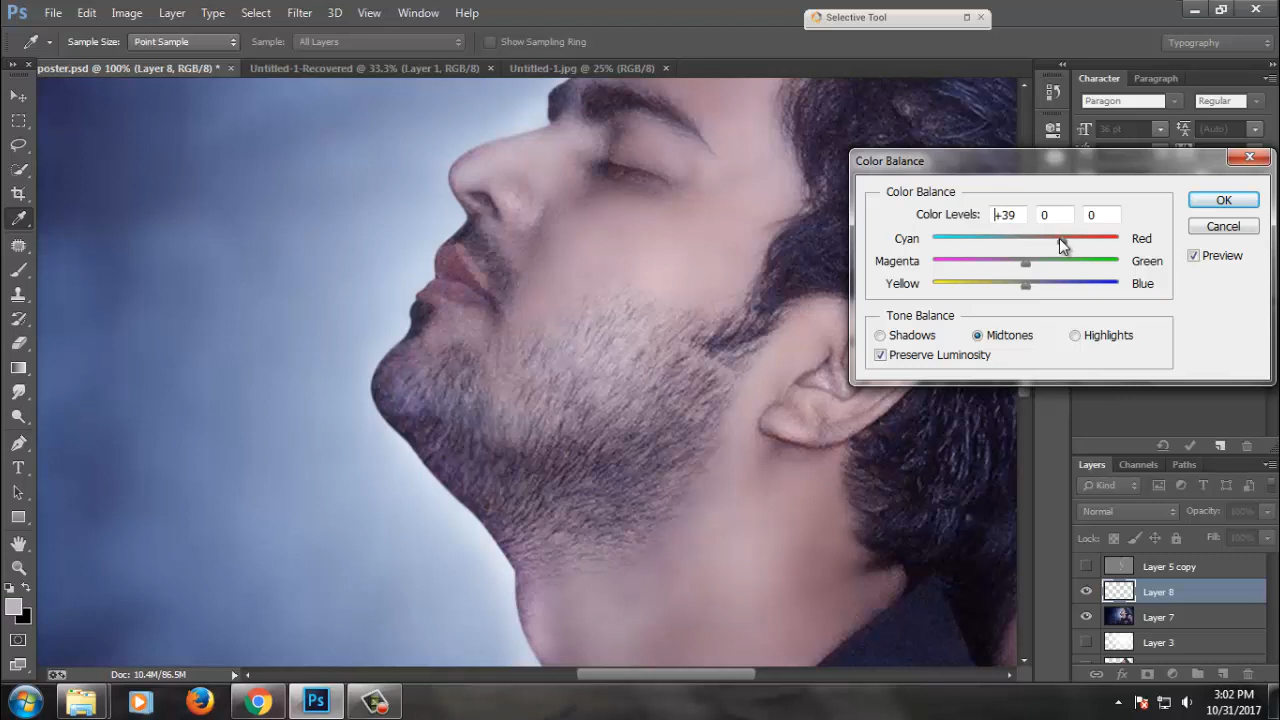 Ps File Edit Image Layer Type Select Filter 3D View Window Help
Selective Tool
Sample Size: Point Sample Sample: All Layers Show Sampling Ring Typography
poster.psd @ 100% (Layer 8, RGB/8) * × Untitled-1-Recovered @ 33.3% (Layer 1, RGB/8) × Untitled-1.jpg @ 25% (RGB/8) ×
Character Paragraph
Paragon Regular
36 pt (Auto)
Color Balance
Color Balance
Color Levels: +39 0 0
Cyan Red
Magenta Green
Yellow Blue
Tone Balance
Shadows Midtones Highlights
Preserve Luminosity
OK
Cancel
Preview
Layers Channels Paths
Kind
Normal Opacity: 100%
Lock: Fill: 100%
Layer 5 copy
Layer 8
Layer 7
Layer 3
Doc: 10.4M/86.5M
Ps
3:02 PM
10/31/2017